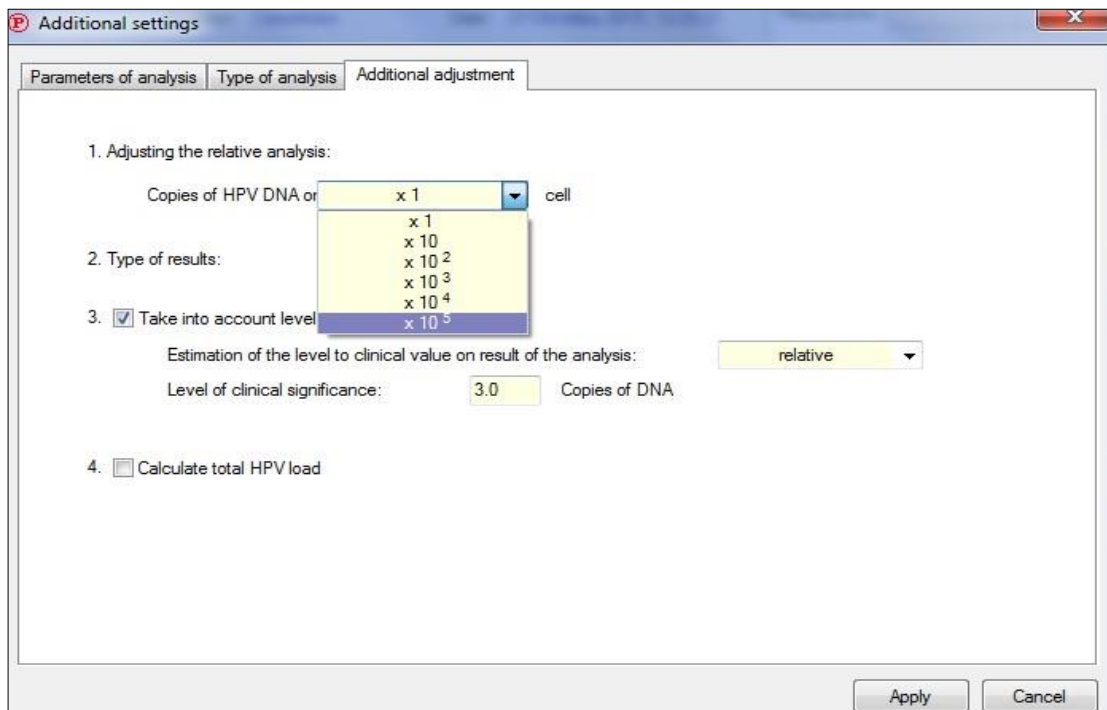 P Additional settings
X
Parameters of analysis Type of analysis Additional adjustment
1. Adjusting the relative analysis:
Copies of HPV DNA or x 1 cell
x 1
x 10
x 10 2
2. Type of results:
x 10 3
x 10 4
3. Take into account level
x 10 5
Estimation of the level to clinical value on result of the analysis: relative
Level of clinical significance: 3.0 Copies of DNA
4. Calculate total HPV load
Apply Cancel